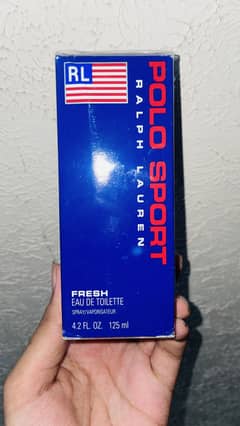 RL
POLO SPORT
RALPH LAUREN
FRESH
EAU DE TOILETTE
SPRAY/VAPORISATEUR
4.2 FL. OZ. 125 ml